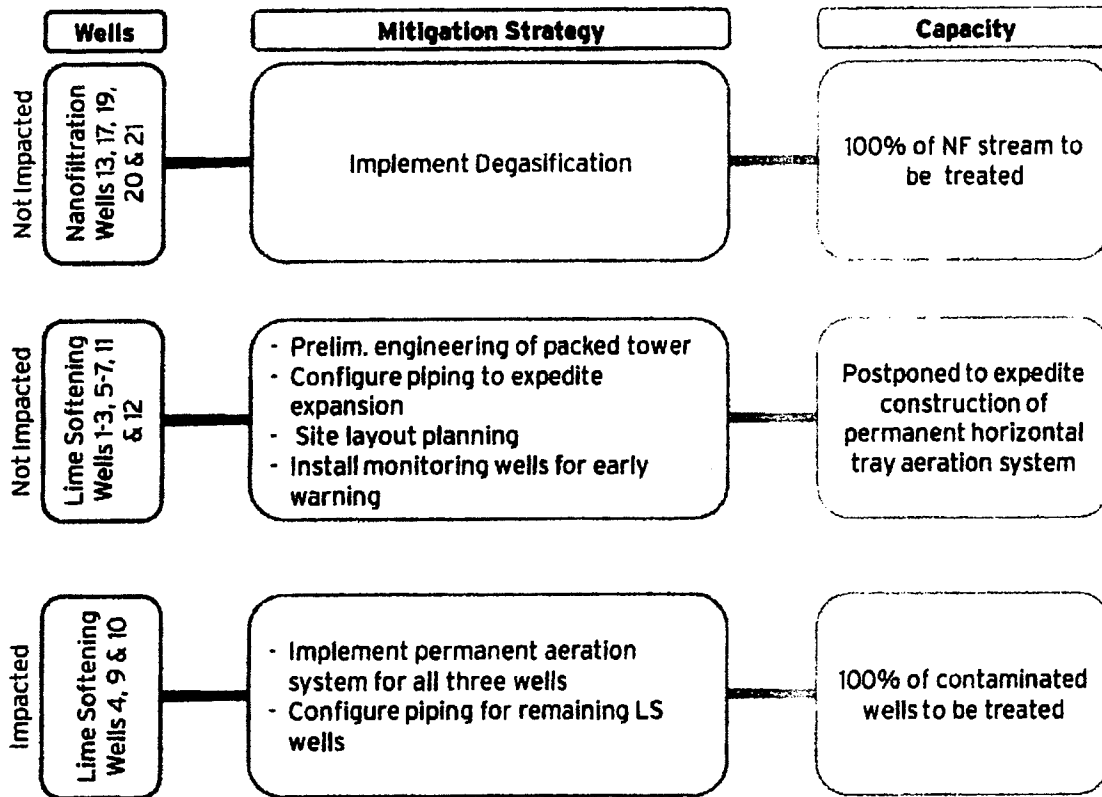 Wells
Mitigation Strategy
Capacity
Not Impacted
Nanofiltration
Wells 13, 17, 19,
20 & 21
Implement Degasification
100% of NF stream to
be treated
Not Impacted
Lime Softening
Wells 1-3, 5-7, 11
& 12
- Prelim. engineering of packed tower
- Configure piping to expedite
expansion
- Site layout planning
- Install monitoring wells for early
warning
Postponed to expedite
construction of
permanent horizontal
tray aeration system
Impacted
Lime Softening
Wells 4, 9 & 10
- Implement permanent aeration
system for all three wells
- Configure piping for remaining LS
wells
100% of contaminated
wells to be treated